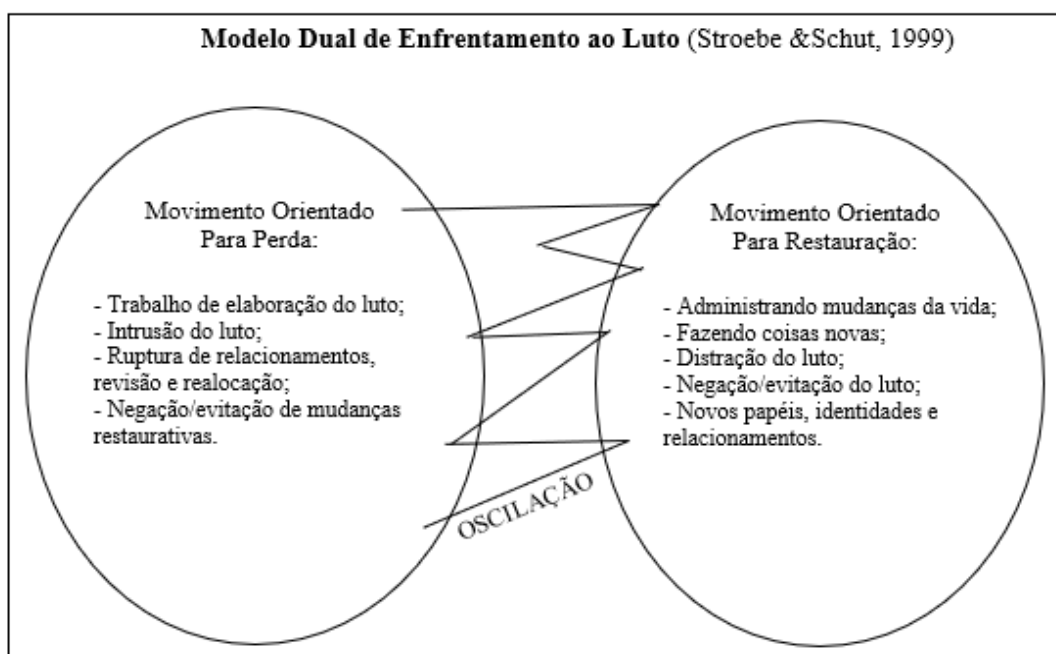 Modelo Dual de Enfrentamento ao Luto (Stroebe &Schut, 1999)
Movimento Orientado
Para Perda:
- Trabalho de elaboração do luto;
- Intrusão do luto;
- Ruptura de relacionamentos,
revisão e realocação;
- Negação/evitação de mudanças
restaurativas.
OSCILAÇÃO
Movimento Orientado
Para Restauração:
- Administrando mudanças da vida;
- Fazendo coisas novas;
- Distração do luto;
- Negação/evitação do luto;
- Novos papéis, identidades e
relacionamentos.